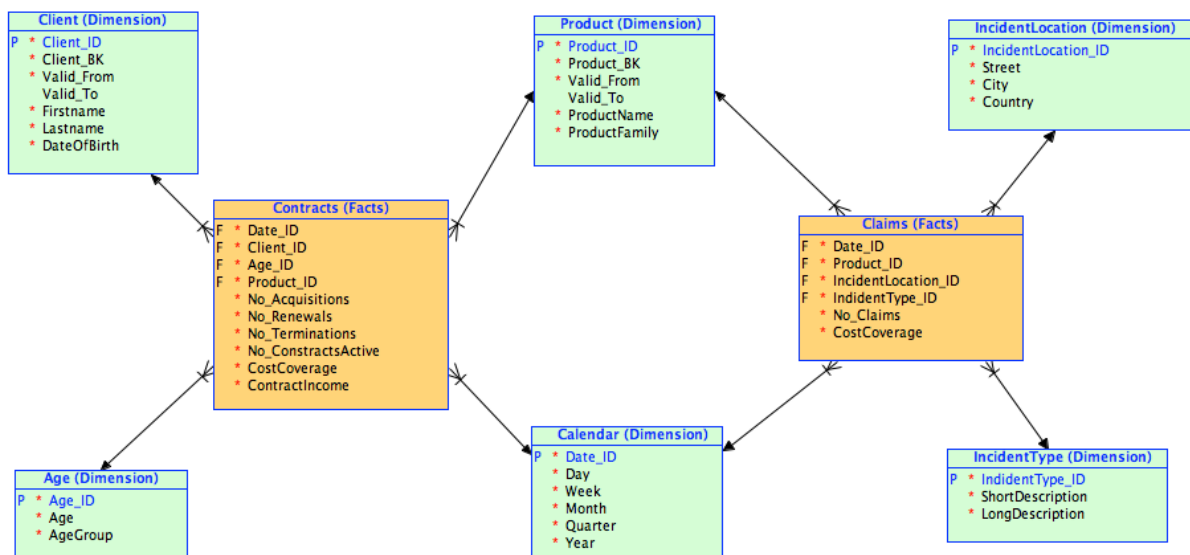 Client (Dimension)
P * Client_ID
* Client_BK
* Valid_From
Valid_To
* Firstname
* Lastname
* DateOfBirth
Product (Dimension)
P * Product_ID
* Product_BK
* Valid_From
Valid_To
* ProductName
* ProductFamily
IncidentLocation (Dimension)
P * IncidentLocation_ID
* Street
* City
* Country
Contracts (Facts)
F * Date_ID
F * Client_ID
F * Age_ID
F * Product_ID
* No_Acquisitions
* No_Renewals
* No_Terminations
* No_ConstractsActive
* CostCoverage
* ContractIncome
Claims (Facts)
F * Date_ID
F * Product_ID
F * IncidentLocation_ID
F * IndidentType_ID
* No_Claims
* CostCoverage
Age (Dimension)
P * Age_ID
* Age
* AgeGroup
Calendar (Dimension)
P * Date_ID
* Day
* Week
* Month
* Quarter
* Year
IncidentType (Dimension)
P * IndidentType_ID
* ShortDescription
* LongDescription